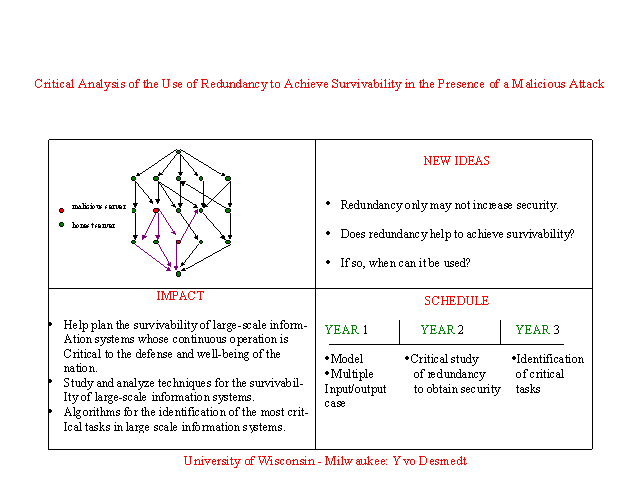 Critical Analysis of the Use of Redundancy to Achieve Survivability in the Presence of a Malicious Attack
malicious server
honest server
NEW IDEAS
• Redundancy only may not increase security.
• Does redundancy help to achieve survivability?
• If so, when can it be used?
IMPACT
• Help plan the survivability of large-scale inform-
Ation systems whose continuous operation is
Critical to the defense and well-being of the
nation.
• Study and analyze techniques for the survivabil-
Ity of large-scale information systems.
• Algorithms for the identification of the most crit-
Ical tasks in large scale information systems.
SCHEDULE
YEAR 1 YEAR 2 YEAR 3
•Model
•Multiple
Input/output
case
•Critical study
of redundancy
to obtain security
•Identification
of critical
tasks
University of Wisconsin - Milwaukee: Yvo Desmedt